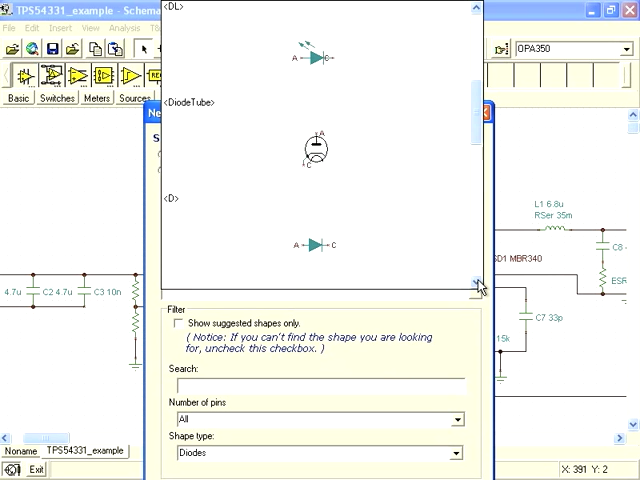 TPS54331_example - Schema
<DL>
File Edit Insert View Analysis T
A C
OPA350
<DiodeTube>
A
C
Basic Switches Meters Sources
Ne
S
<D>
A C
L1 6.8u
RSer 35m
C8
SD1 MBR340
ESR
4.7u C2 4.7u C3 10n
C7 33p
15k
Filter
Show suggested shapes only.
( Notice: If you can't find the shape you are looking
for, uncheck this checkbox. )
Search:
Number of pins
All
Shape type:
Diodes
Noname TPS54331_example
Exit
X: 391 Y: 2